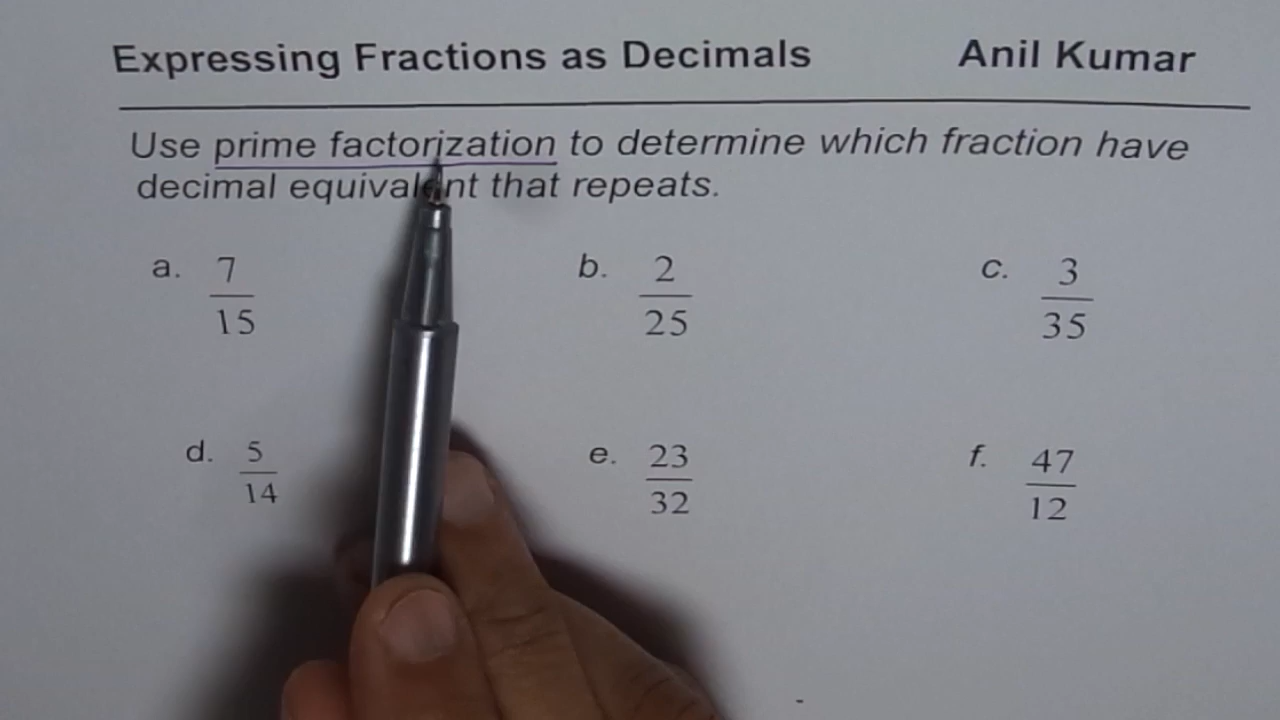 Expressing Fractions as Decimals Anil Kumar
Use prime factorization to determine which fraction have
decimal equivalent that repeats.
a. 7/15 b. 2/25 c. 3/35
d. 5/14 e. 23/32 f. 47/12